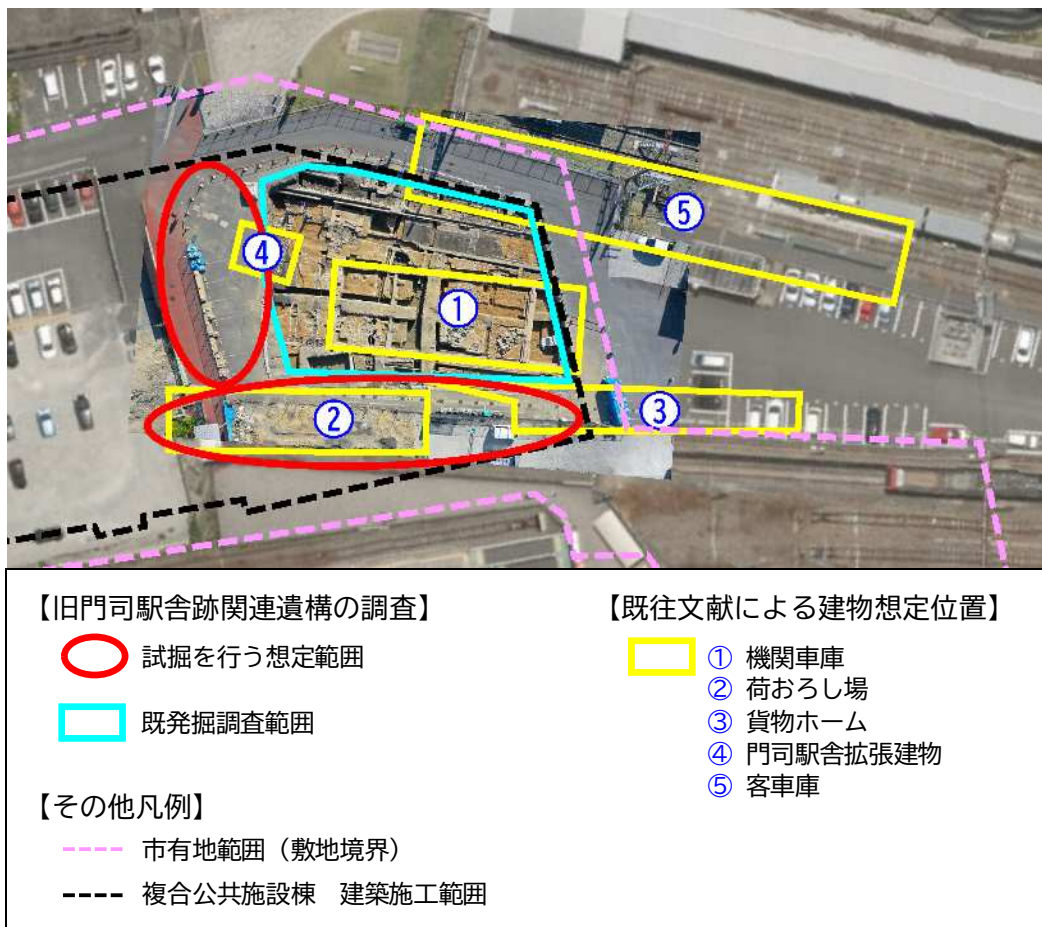 ⑤
④
①
②
③
【旧門司駅舎跡関連遺構の調査】
試掘を行う想定範囲
既発掘調査範囲
【その他凡例】
市有地範囲（敷地境界）
複合公共施設棟　建築施工範囲
【既往文献による建物想定位置】
① 機関車庫
② 荷おろし場
③ 貨物ホーム
④ 門司駅舎拡張建物
⑤ 客車庫